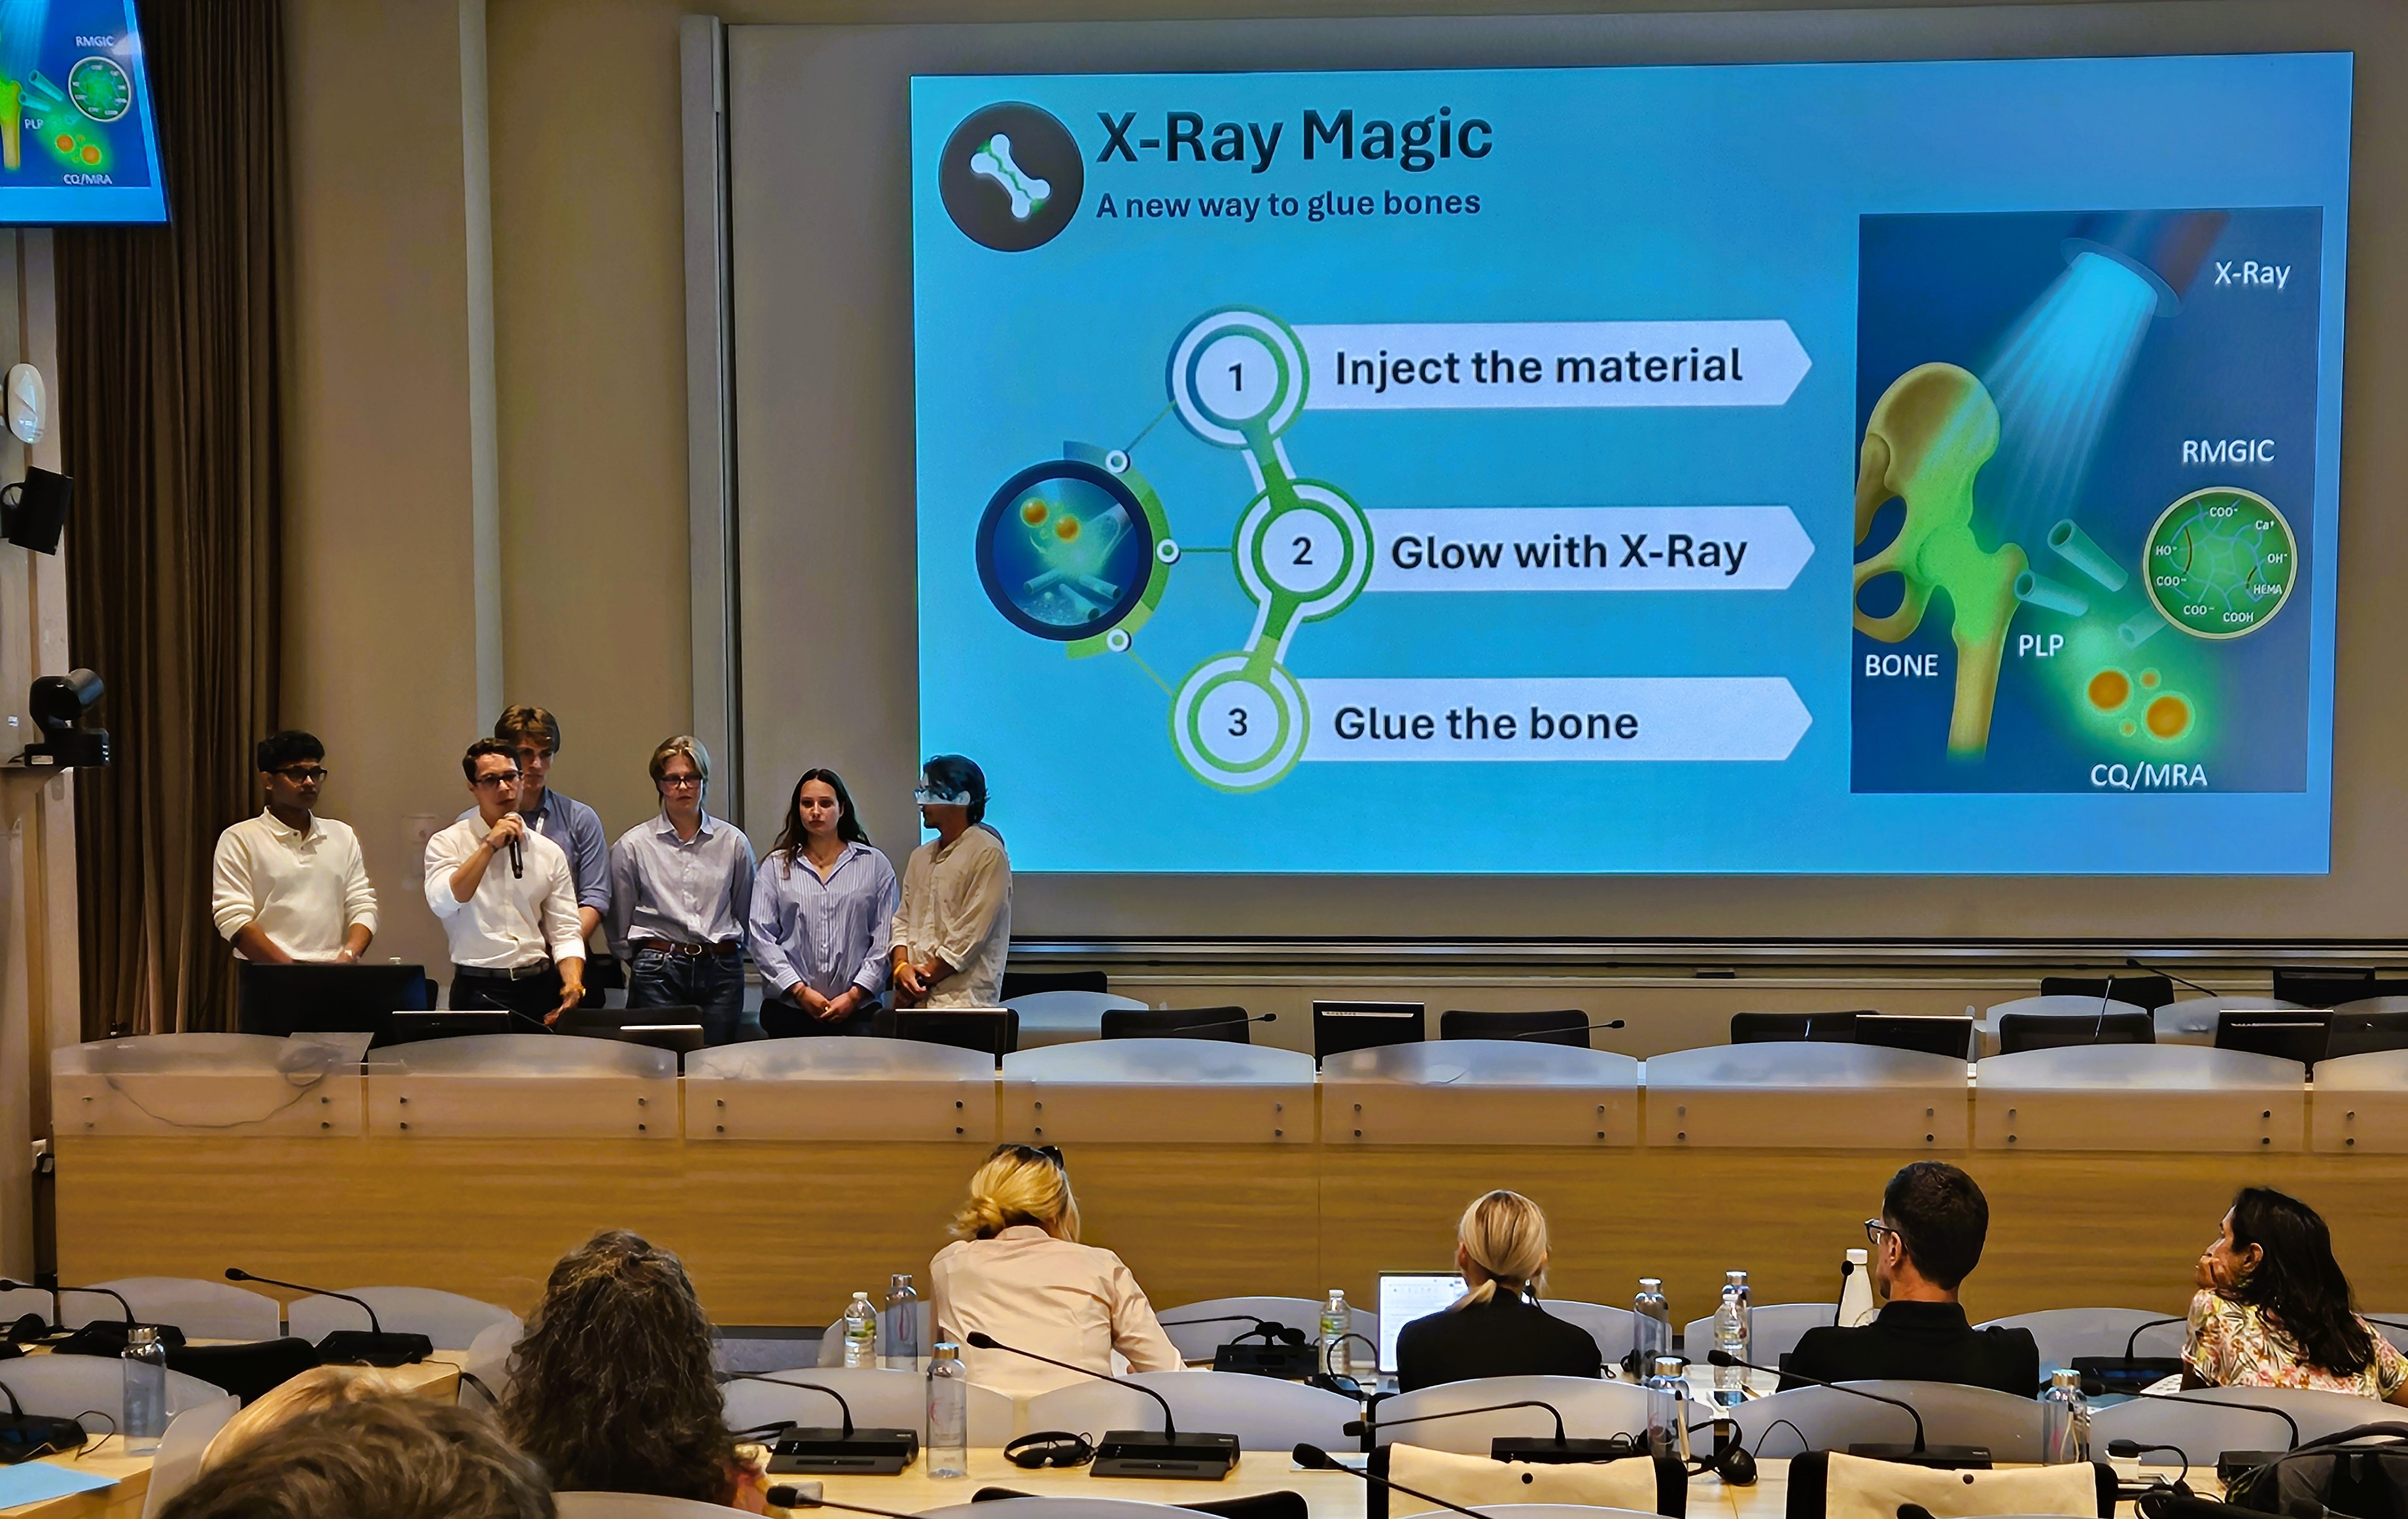 RMGIC
PLP
CQ/MRA
X-Ray Magic
A new way to glue bones
1
Inject the material
2
Glow with X-Ray
3
Glue the bone
X-Ray
RMGIC
COO⁻
Ca⁺
HO⁻
OH⁻
COO⁻
HEMA
COO⁻
COOH
PLP
BONE
CQ/MRA